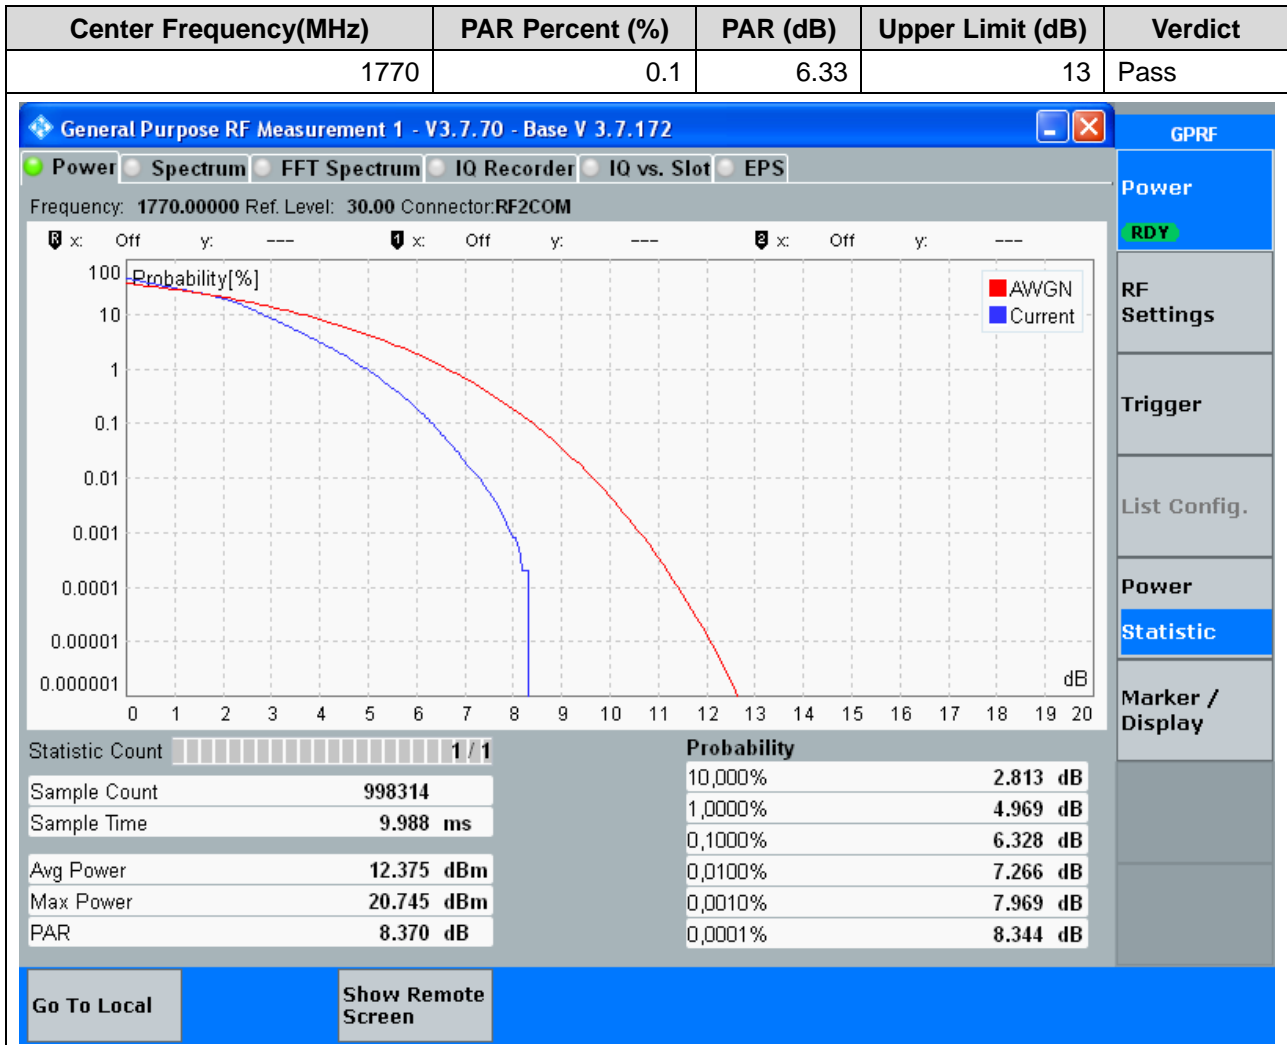 Center Frequency(MHz) PAR Percent (%) PAR (dB) Upper Limit (dB) Verdict
1770 0.1 6.33 13 Pass
General Purpose RF Measurement 1 - V3.7.70 - Base V 3.7.172
GPRF
Power Spectrum FFT Spectrum IQ Recorder IQ vs. Slot EPS
Frequency: 1770.00000 Ref. Level: 30.00 Connector:RF2COM
R x: Off y: --- 1 x: Off y: --- 2 x: Off y: ---
Probability[%]
AWGN
Current
100
10
1
0.1
0.01
0.001
0.0001
0.00001
0.000001
dB
0 1 2 3 4 5 6 7 8 9 10 11 12 13 14 15 16 17 18 19 20
Statistic Count 1 / 1
Sample Count 998314
Sample Time 9.988 ms
Avg Power 12.375 dBm
Max Power 20.745 dBm
PAR 8.370 dB
Probability
10,000% 2.813 dB
1,0000% 4.969 dB
0,1000% 6.328 dB
0,0100% 7.266 dB
0,0010% 7.969 dB
0,0001% 8.344 dB
Power
RDY
RF
Settings
Trigger
List Config.
Power
Statistic
Marker /
Display
Go To Local
Show Remote
Screen